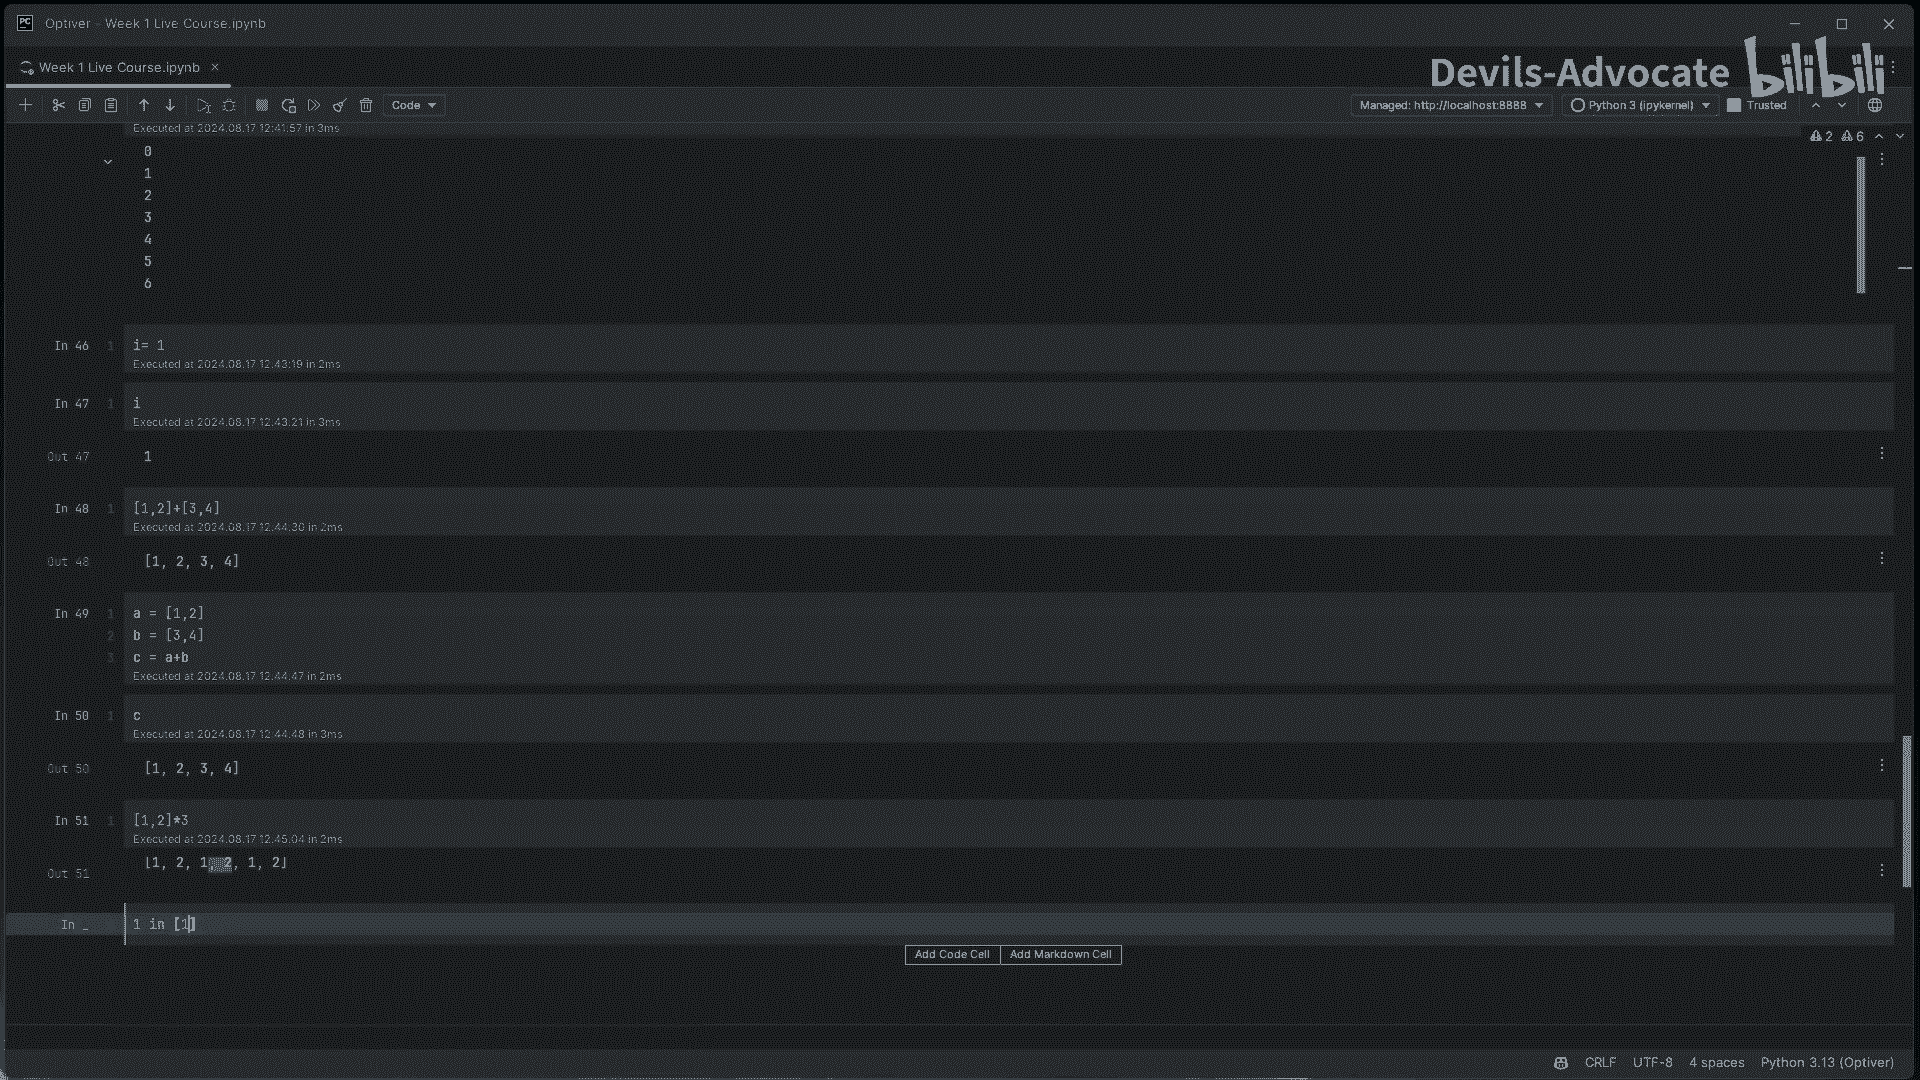 Optiver - Week 1 Live Course.ipynb
Week 1 Live Course.ipynb
Devils-Advocate bilibili
Code
Managed: http://localhost:8888
Python 3 (ipykernel)
Trusted
Executed at 2024.08.17 12:41:57 in 3ms
2 6
0
1
2
3
4
5
6
In 46 1 i= 1
Executed at 2024.08.17 12:43:19 in 2ms
In 47 1 i
Executed at 2024.08.17 12:43:21 in 3ms
Out 47 1
In 48 1 [1,2]+[3,4]
Executed at 2024.08.17 12:44:30 in 2ms
Out 48 [1, 2, 3, 4]
In 49 1 a = [1,2]
2 b = [3,4]
3 c = a+b
Executed at 2024.08.17 12:44:47 in 2ms
In 50 1 c
Executed at 2024.08.17 12:44:48 in 3ms
Out 50 [1, 2, 3, 4]
In 51 1 [1,2]*3
Executed at 2024.08.17 12:45:04 in 2ms
Out 51 [1, 2, 1, 2, 1, 2]
In _ 1 in [1]
Add Code Cell Add Markdown Cell
CRLF UTF-8 4 spaces Python 3.13 (Optiver)